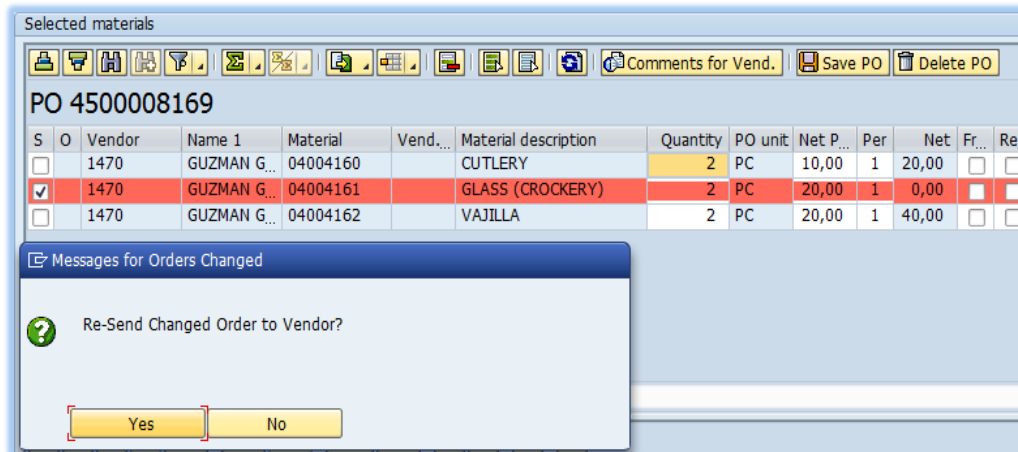 Selected materials
Comments for Vend. Save PO Delete PO
PO 4500008169
S O Vendor Name 1 Material Vend... Material description Quantity PO unit Net P... Per Net Fr... Re
1470 GUZMAN G... 04004160 CUTLERY 2 PC 10,00 1 20,00
1470 GUZMAN G... 04004161 GLASS (CROCKERY) 2 PC 20,00 1 0,00
1470 GUZMAN G... 04004162 VAJILLA 2 PC 20,00 1 40,00
Messages for Orders Changed
Re-Send Changed Order to Vendor?
Yes No